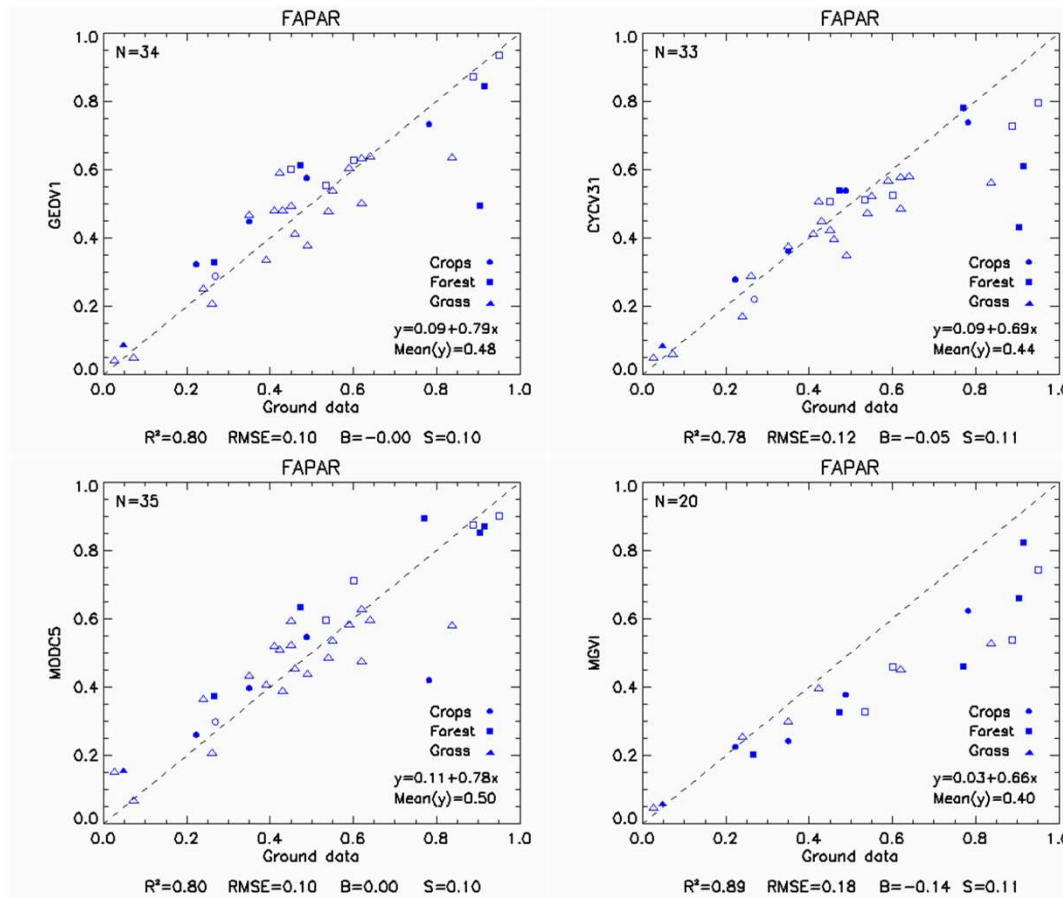 FAPAR
N=34
1.0
0.8
0.6
0.4
0.2
0.0
GEOV1
Crops
Forest
Grass
y=0.09+0.79x
Mean(y)=0.48
0.0 0.2 0.4 0.6 0.8 1.0
Ground data
R²=0.80 RMSE=0.10 B=-0.00 S=0.10
FAPAR
N=33
1.0
0.8
0.6
0.4
0.2
0.0
CYCV31
Crops
Forest
Grass
y=0.09+0.69x
Mean(y)=0.44
0.0 0.2 0.4 0.6 0.8 1.0
Ground data
R²=0.78 RMSE=0.12 B=-0.05 S=0.11
FAPAR
N=35
1.0
0.8
0.6
0.4
0.2
0.0
MODC5
Crops
Forest
Grass
y=0.11+0.78x
Mean(y)=0.50
0.0 0.2 0.4 0.6 0.8 1.0
Ground data
R²=0.80 RMSE=0.10 B=0.00 S=0.10
FAPAR
N=20
1.0
0.8
0.6
0.4
0.2
0.0
MGVI
Crops
Forest
Grass
y=0.03+0.66x
Mean(y)=0.40
0.0 0.2 0.4 0.6 0.8 1.0
Ground data
R²=0.89 RMSE=0.18 B=-0.14 S=0.11